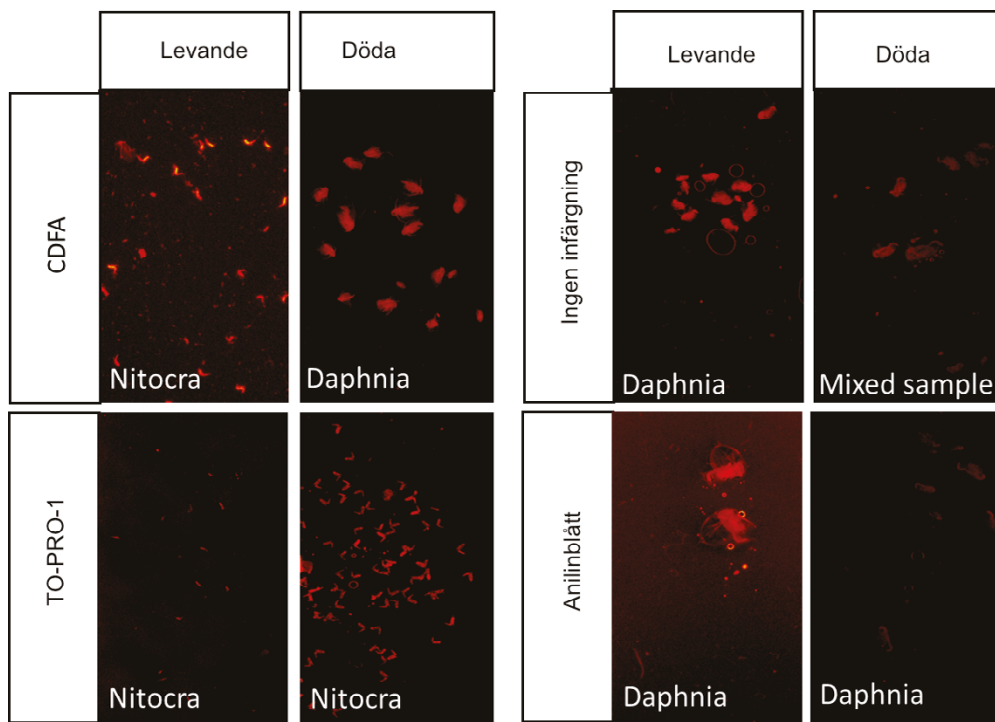 Levande
Döda
Levande
Döda
CDFA
Nitocra
Daphnia
Ingen infärgning
Daphnia
Mixed sample
TO-PRO-1
Nitocra
Nitocra
Anilinblått
Daphnia
Daphnia